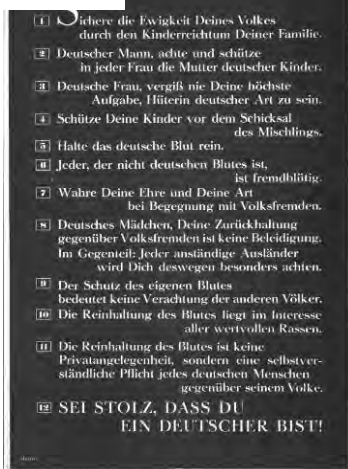 1 Sichere die Ewigkeit Deines Volkes
durch den Kinderreichtum Deiner Familie.
2 Deutscher Mann, achte und schütze
in jeder Frau die Mutter deutscher Kinder.
3 Deutsche Frau, vergiß nie Deine höchste
Aufgabe, Hüterin deutscher Art zu sein.
4 Schütze Deine Kinder vor dem Schicksal
des Mischlings.
5 Halte das deutsche Blut rein.
6 Jeder, der nicht deutschen Blutes ist,
ist fremdblütig.
7 Wahre Deine Ehre und Deine Art
bei Begegnung mit Volksfremden.
8 Deutsches Mädchen, Deine Zurückhaltung
gegenüber Volksfremden ist keine Beleidigung.
Im Gegenteil: Jeder anständige Ausländer
wird Dich deswegen besonders achten.
9 Der Schutz des eigenen Blutes
bedeutet keine Verachtung der anderen Völker.
10 Die Reinhaltung des Blutes liegt im Interesse
aller wertvollen Rassen.
11 Die Reinhaltung des Blutes ist keine
Privatangelegenheit, sondern eine selbstver-
ständliche Pflicht jedes deutschen Menschen
gegenüber seinem Volke.
12 SEI STOLZ, DASS DU
EIN DEUTSCHER BIST!